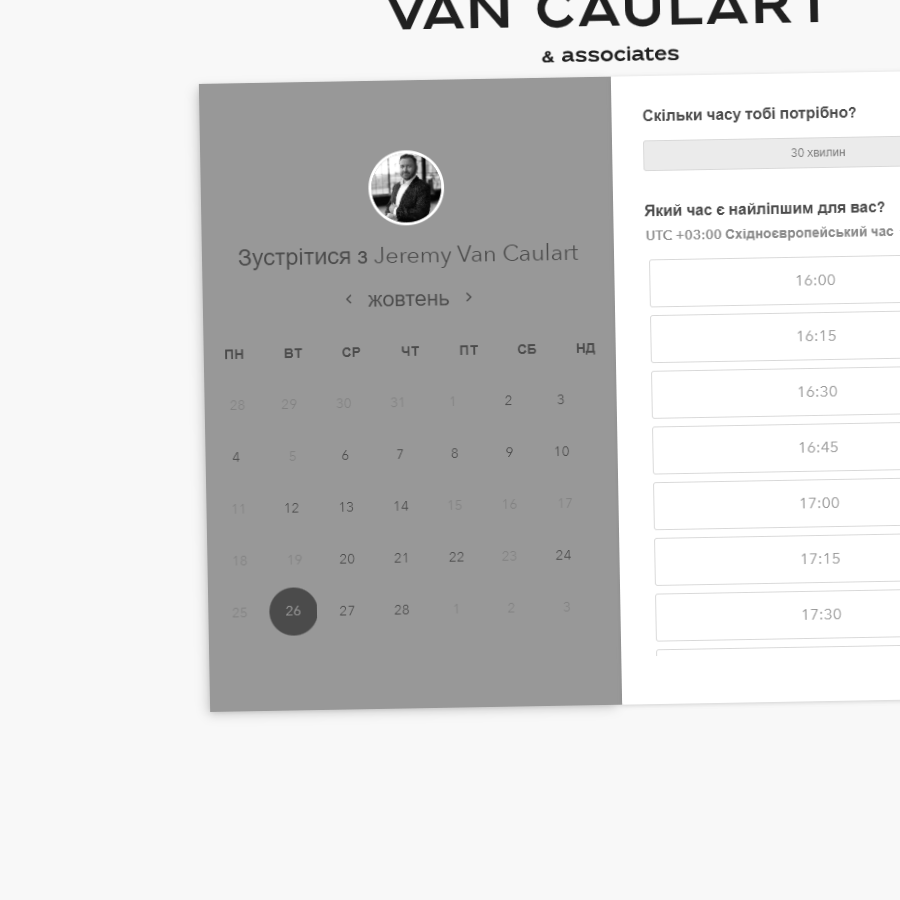 VAN CAULART
& associates
Зустрітися з Jeremy Van Caulart
‹ жовтень ›
ПН ВТ СР ЧТ ПТ СБ НД
28 29 30 31 1 2 3
4 5 6 7 8 9 10
11 12 13 14 15 16 17
18 19 20 21 22 23 24
25 26 27 28 1 2 3
Скільки часу тобі потрібно?
30 хвилин
Який час є найліпшим для вас?
UTC +03:00 Східноєвропейський час
16:00
16:15
16:30
16:45
17:00
17:15
17:30